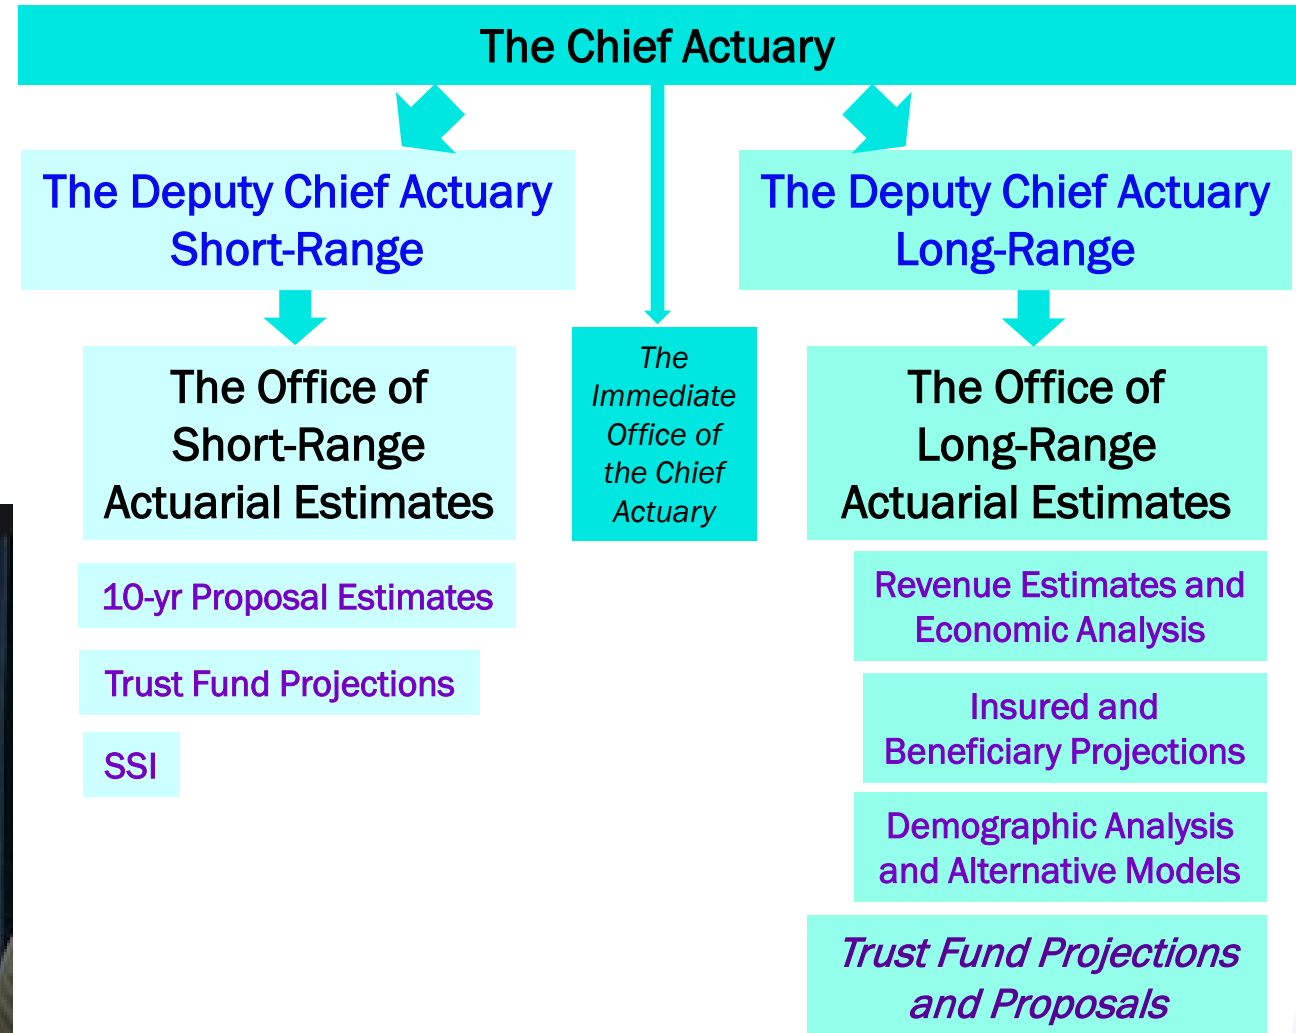 The Chief Actuary
The Deputy Chief Actuary
Short-Range
The Deputy Chief Actuary
Long-Range
The Office of
Short-Range
Actuarial Estimates
The
Immediate
Office of
the Chief
Actuary
The Office of
Long-Range
Actuarial Estimates
10-yr Proposal Estimates
Trust Fund Projections
SSI
Revenue Estimates and
Economic Analysis
Insured and
Beneficiary Projections
Demographic Analysis
and Alternative Models
Trust Fund Projections
and Proposals